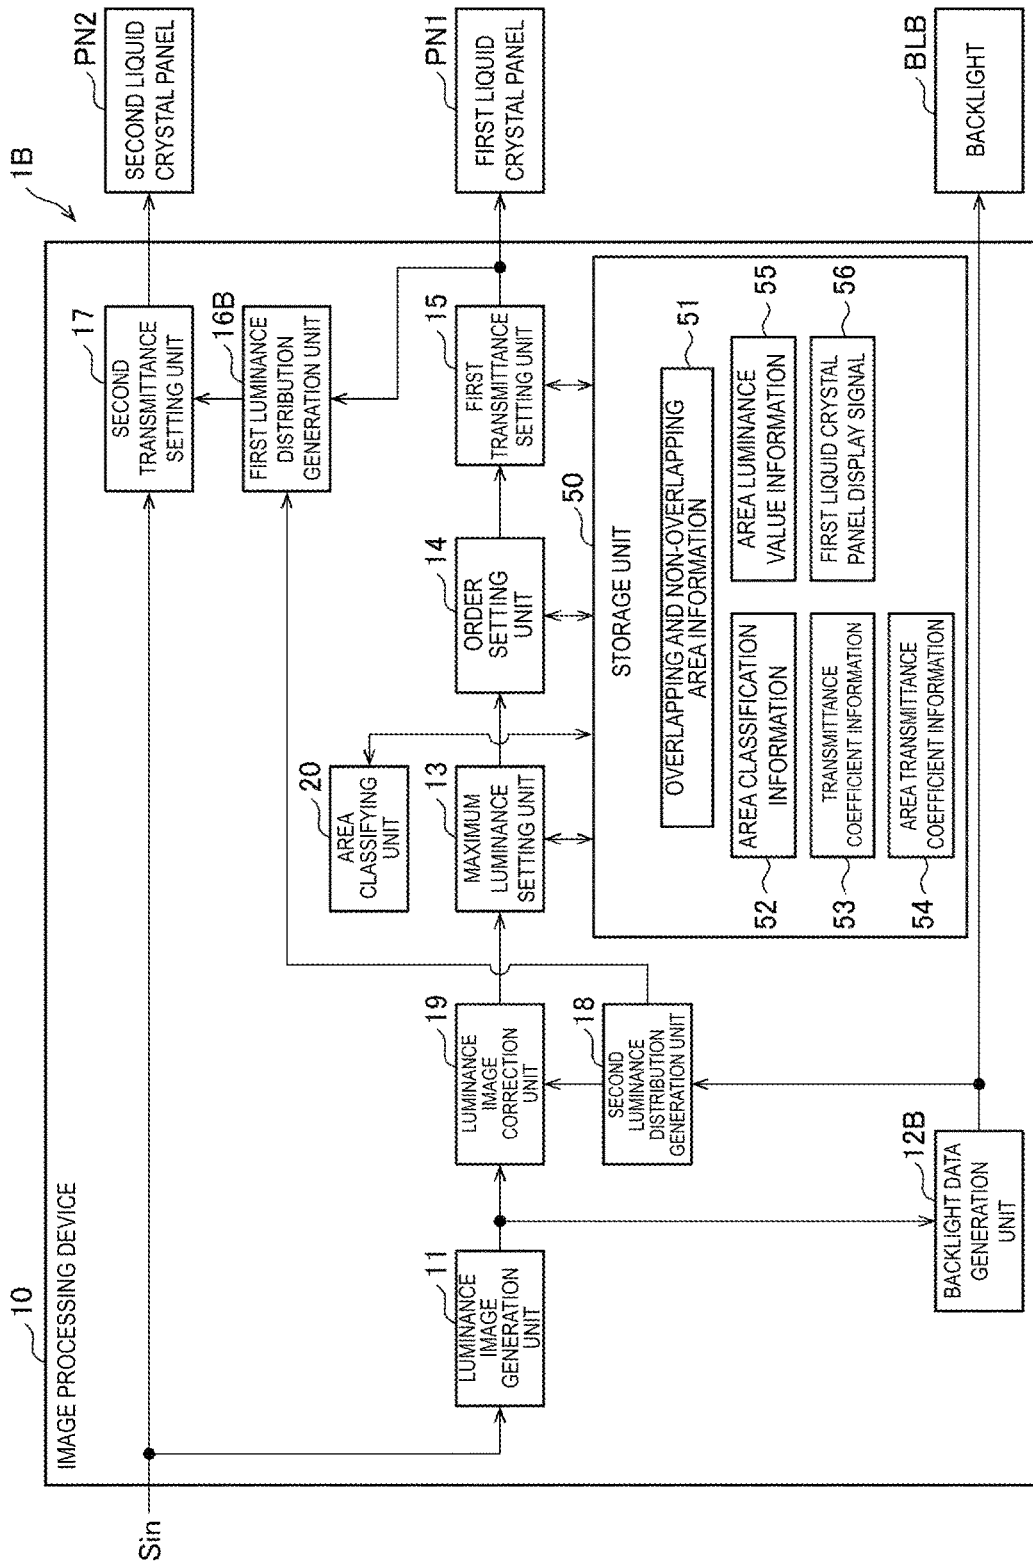 1B
10
IMAGE PROCESSING DEVICE
Sin
17
SECOND
TRANSMITTANCE
SETTING UNIT
PN2
SECOND LIQUID
CRYSTAL PANEL
16B
FIRST LUMINANCE
DISTRIBUTION
GENERATION UNIT
20
AREA
CLASSIFYING
UNIT
11
LUMINANCE
IMAGE
GENERATION
UNIT
19
LUMINANCE
IMAGE
CORRECTION
UNIT
13
MAXIMUM
LUMINANCE
SETTING UNIT
14
ORDER
SETTING
UNIT
15
FIRST
TRANSMITTANCE
SETTING UNIT
PN1
FIRST LIQUID
CRYSTAL PANEL
18
SECOND
LUMINANCE
DISTRIBUTION
GENERATION UNIT
50
STORAGE UNIT
51
OVERLAPPING AND NON-OVERLAPPING
AREA INFORMATION
52
AREA CLASSIFICATION
INFORMATION
55
AREA LUMINANCE
VALUE INFORMATION
53
TRANSMITTANCE
COEFFICIENT INFORMATION
56
FIRST LIQUID CRYSTAL
PANEL DISPLAY SIGNAL
54
AREA TRANSMITTANCE
COEFFICIENT INFORMATION
12B
BACKLIGHT DATA
GENERATION
UNIT
BLB
BACKLIGHT